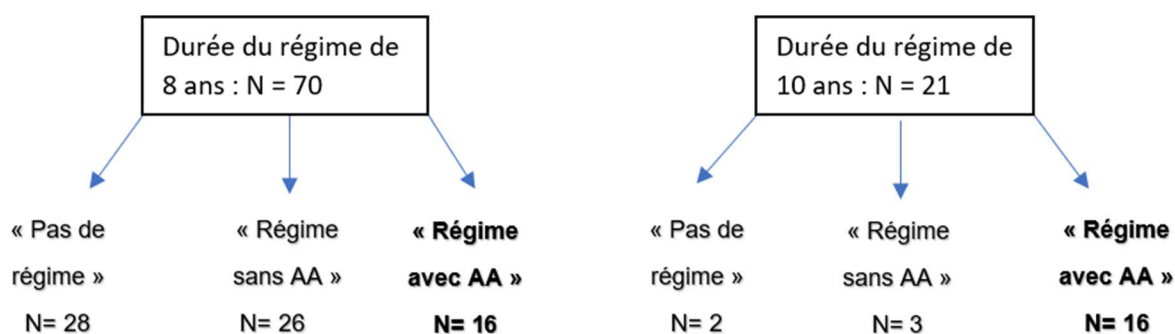 Durée du régime de
8 ans : N = 70
« Pas de
régime »
N= 28
« Régime
sans AA »
N= 26
« Régime
avec AA »
N= 16
Durée du régime de
10 ans : N = 21
« Pas de
régime »
N= 2
« Régime
sans AA »
N= 3
« Régime
avec AA »
N= 16